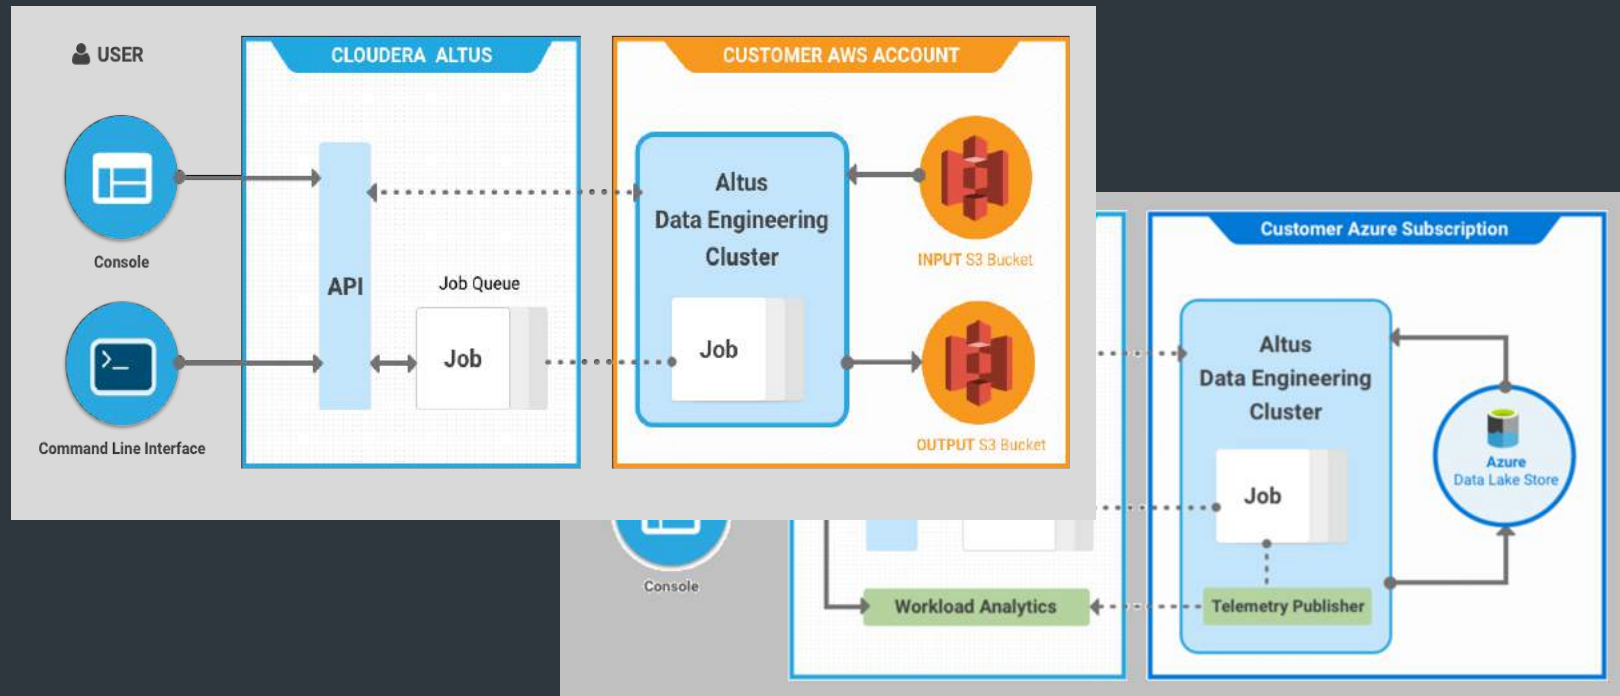 USER
CLOUDERA ALTUS
CUSTOMER AWS ACCOUNT
Console
Command Line Interface
API
Job Queue
Job
Altus
Data Engineering
Cluster
Job
INPUT S3 Bucket
OUTPUT S3 Bucket
Customer Azure Subscription
Altus
Data Engineering
Cluster
Job
Azure
Data Lake Store
Console
Workload Analytics
Telemetry Publisher